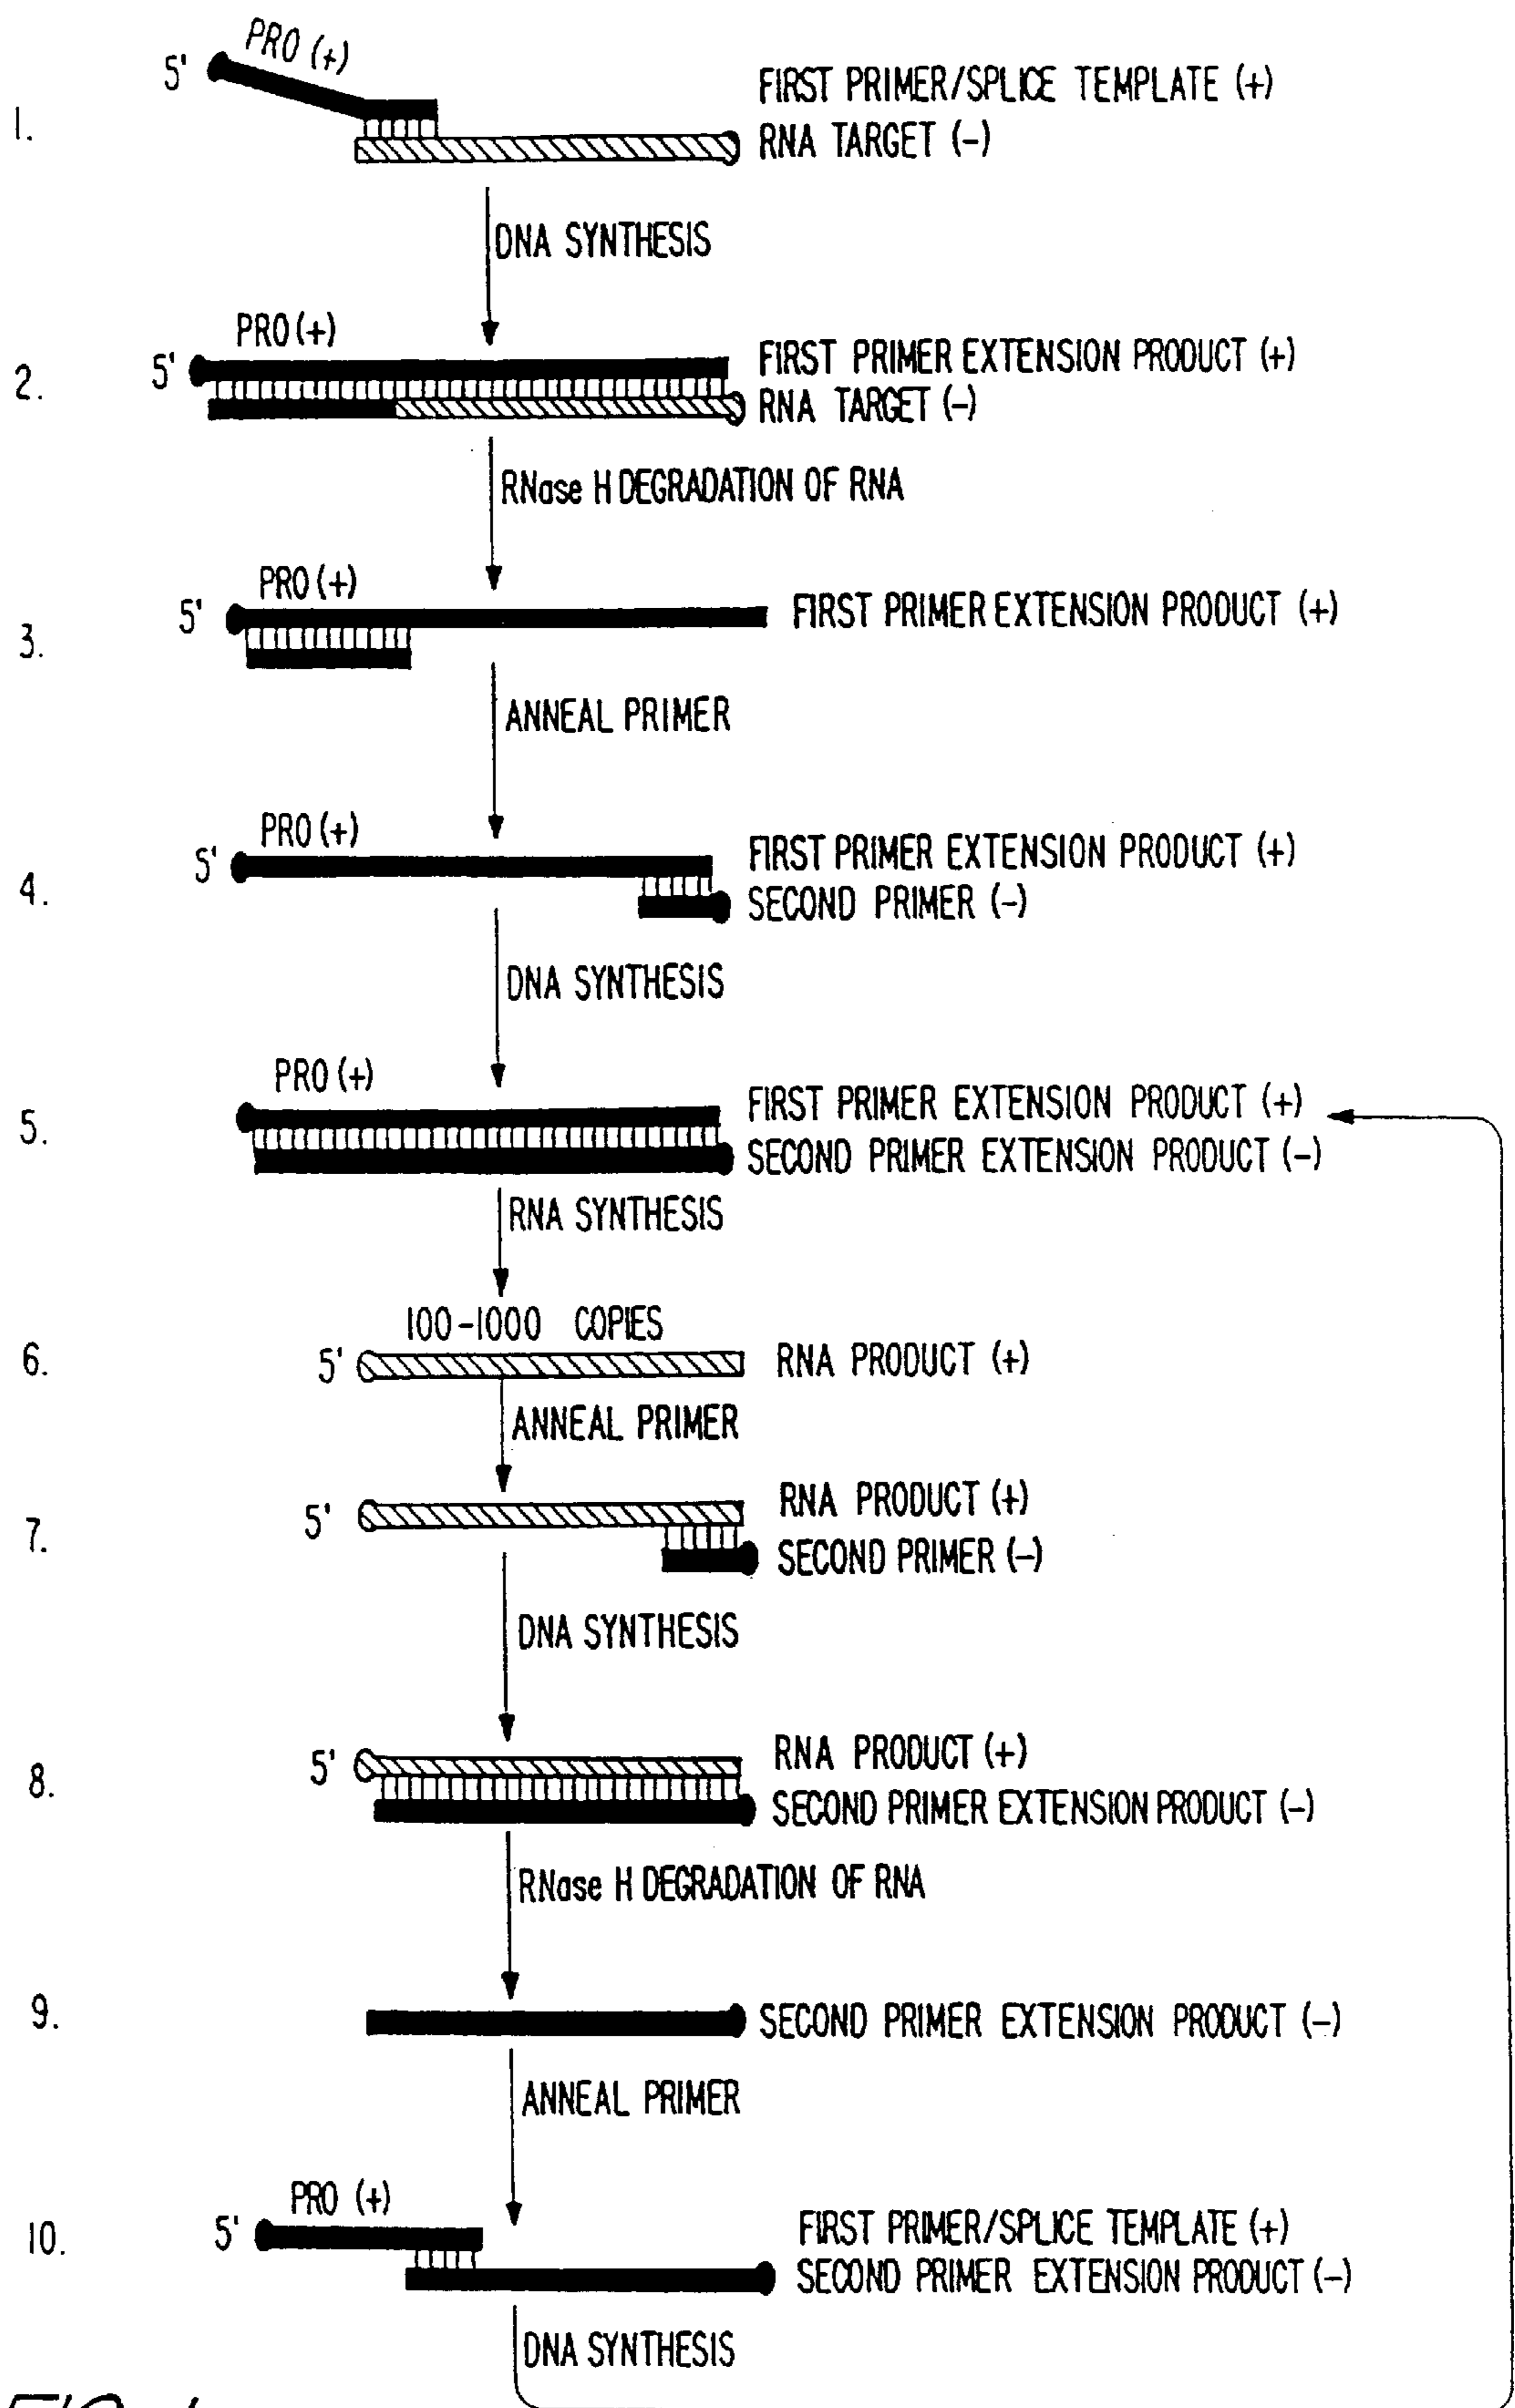 PRO (+)
5'
FIRST PRIMER/SPLICE TEMPLATE (+)
1.
RNA TARGET (–)
DNA SYNTHESIS
PRO (+)
5'
FIRST PRIMER EXTENSION PRODUCT (+)
2.
RNA TARGET (–)
RNase H DEGRADATION OF RNA
PRO (+)
5'
FIRST PRIMER EXTENSION PRODUCT (+)
3.
ANNEAL PRIMER
PRO (+)
5'
FIRST PRIMER EXTENSION PRODUCT (+)
4.
SECOND PRIMER (–)
DNA SYNTHESIS
PRO (+)
FIRST PRIMER EXTENSION PRODUCT (+)
5.
SECOND PRIMER EXTENSION PRODUCT (–)
RNA SYNTHESIS
100-1000 COPIES
6.
5'
RNA PRODUCT (+)
ANNEAL PRIMER
RNA PRODUCT (+)
5'
7.
SECOND PRIMER (–)
DNA SYNTHESIS
RNA PRODUCT (+)
5'
8.
SECOND PRIMER EXTENSION PRODUCT (–)
RNase H DEGRADATION OF RNA
9.
SECOND PRIMER EXTENSION PRODUCT (–)
ANNEAL PRIMER
PRO (+)
5'
FIRST PRIMER/SPLICE TEMPLATE (+)
10.
SECOND PRIMER EXTENSION PRODUCT (–)
DNA SYNTHESIS